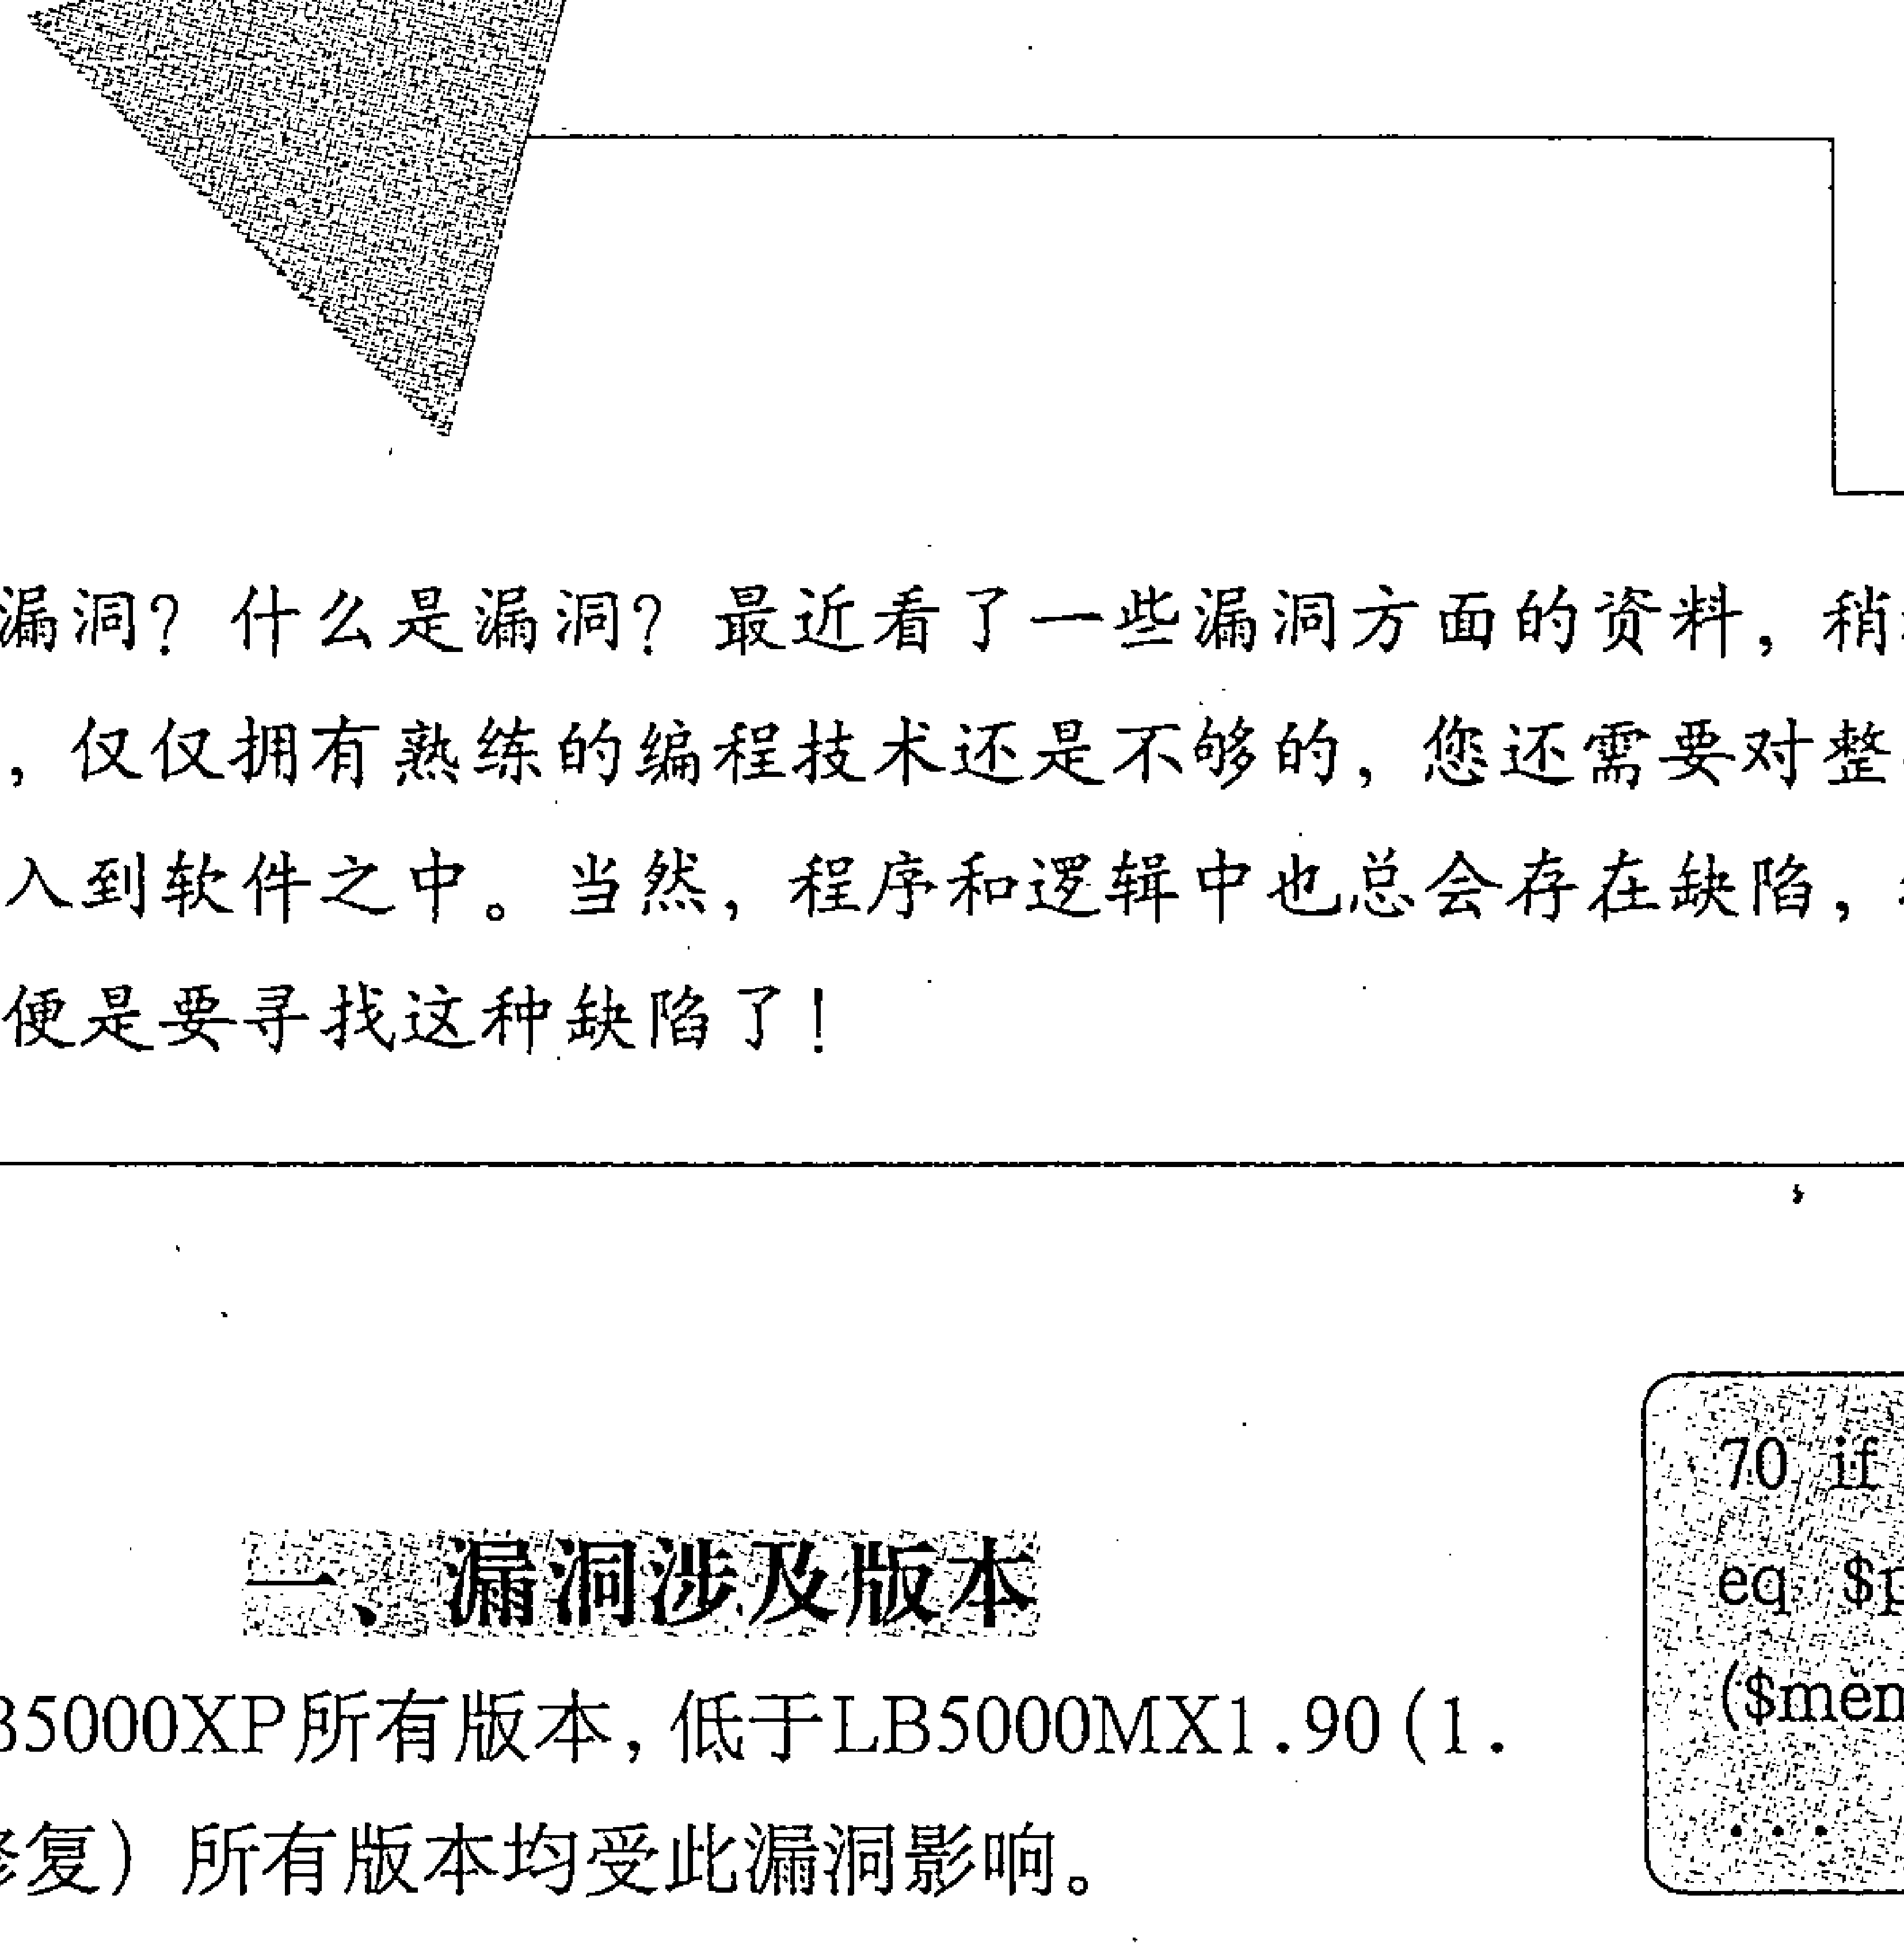 漏洞？什么是漏洞？最近看了一些漏洞方面的资料，稍
，仅仅拥有熟练的编程技术还是不够的，您还需要对整
入到软件之中。当然，程序和逻辑中也总会存在缺陷，
便是要寻找这种缺陷了！
一、漏洞涉及版本
B5000XP所有版本，低于LB5000MX1.90(1.
修复）所有版本均受此漏洞影响。
70 if
eq $p
($mem
...